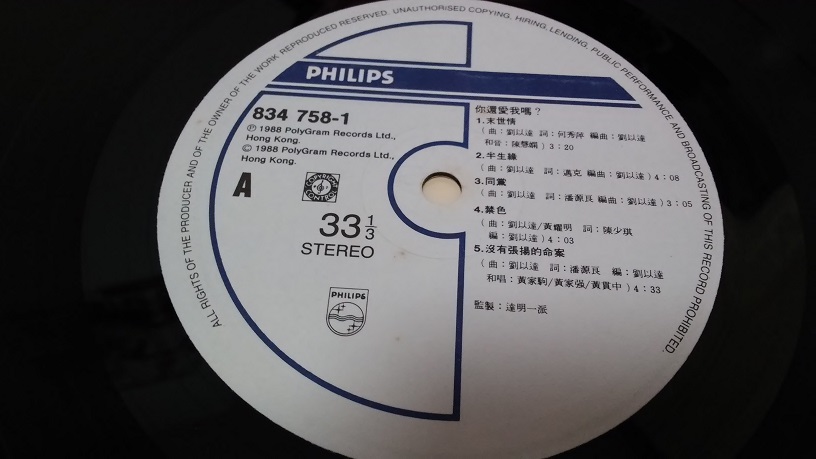 ALL RIGHTS OF THE PRODUCER AND OF THE OWNER OF THE WORK REPRODUCED RESERVED. UNAUTHORISED COPYING, HIRING, LENDING, PUBLIC PERFORMANCE AND BROADCASTING OF THIS RECORD PROHIBITED.
PHILIPS
834 758-1
℗ 1988 PolyGram Records Ltd.,
Hong Kong.
© 1988 PolyGram Records Ltd.,
Hong Kong.
A
COPYRIGHT
CONTROL
33 1/3
STEREO
PHILIPS
你還愛我嗎？
1.末世情
（曲：劉以達 詞：何秀萍 編曲：劉以達
和音：陳慧嫻）3：20
2.半生緣
（曲：劉以達 詞：邁克 編曲：劉以達）4：08
3.同黨
（曲：劉以達 詞：潘源良 編曲：劉以達）3：05
4.禁色
（曲：劉以達/黃耀明 詞：陳少琪
編：劉以達）4：03
5.沒有張揚的命案
（曲：劉以達 詞：潘源良 編：劉以達
和唱：黃家駒/黃家强/黃貫中）4：33
監製：達明一派